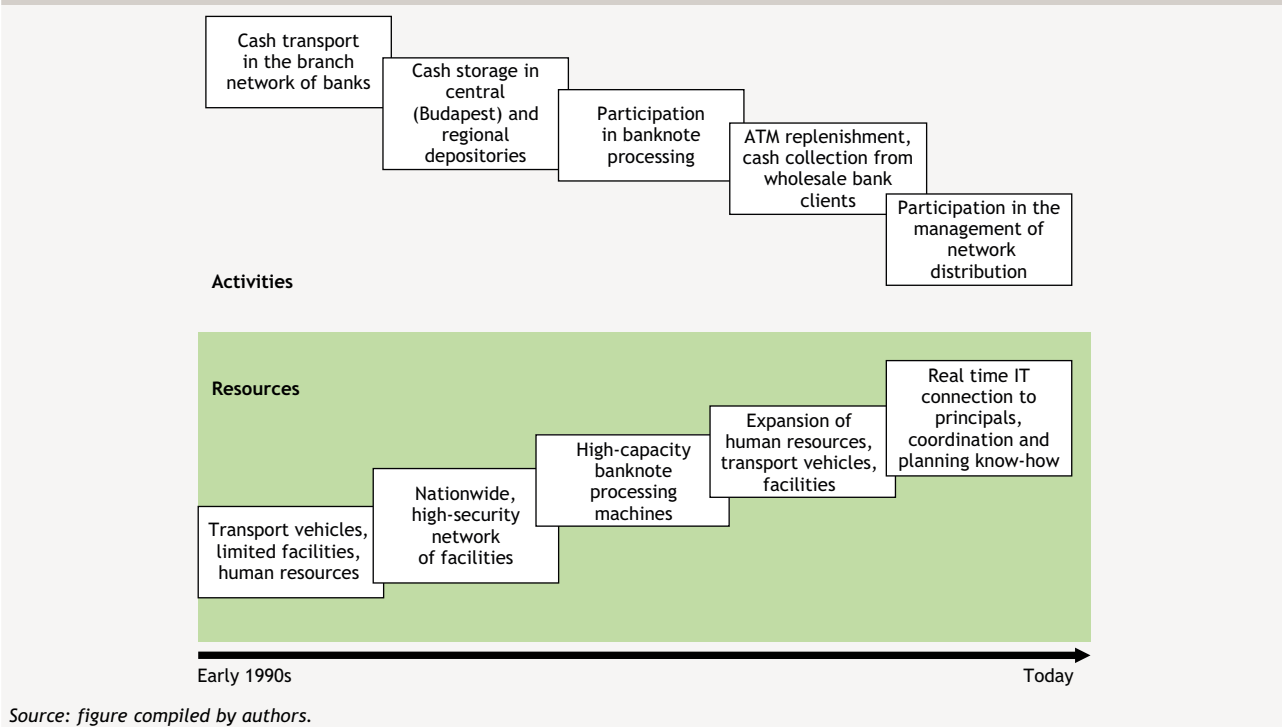 Cash transport
in the branch
network of banks
Cash storage in
central
(Budapest) and
regional
depositories
Participation
in banknote
processing
ATM replenishment,
cash collection from
wholesale bank
clients
Participation in the
management of
network
distribution
Activities
Resources
Transport vehicles,
limited facilities,
human resources
Nationwide,
high-security
network
of facilities
High-capacity
banknote
processing
machines
Expansion of
human resources,
transport vehicles,
facilities
Real time IT
connection to
principals,
coordination and
planning know-how
Early 1990s
Today
Source: figure compiled by authors.